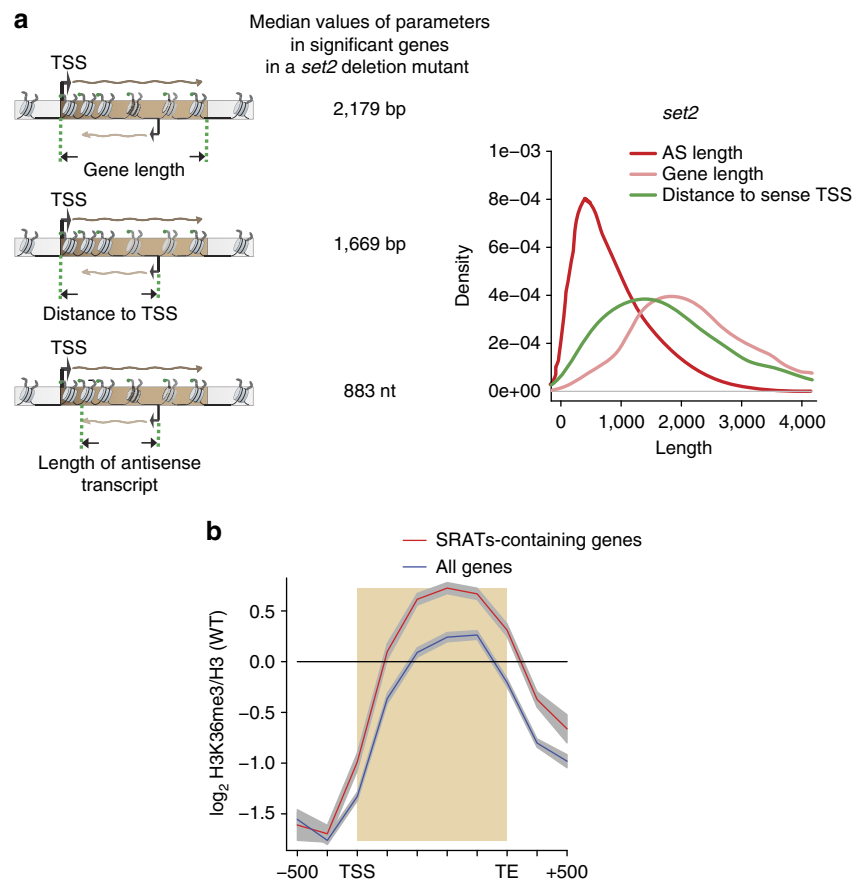 a
Median values of parameters
in significant genes
in a set2 deletion mutant
TSS
Gene length
2,179 bp
TSS
Distance to TSS
1,669 bp
TSS
Length of antisense
transcript
883 nt
set2
AS length
Gene length
Distance to sense TSS
Density
1e–03
8e–04
6e–04
4e–04
2e–04
0e+00
0 1,000 2,000 3,000 4,000
Length
b
SRATs-containing genes
All genes
log2 H3K36me3/H3 (WT)
0.5
0.0
−0.5
−1.0
−1.5
−500 TSS TE +500